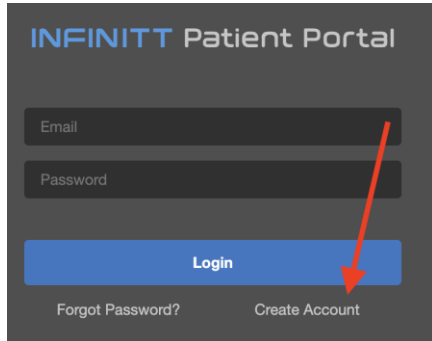 INFINITT Patient Portal
Email
Password
Login
Forgot Password? Create Account